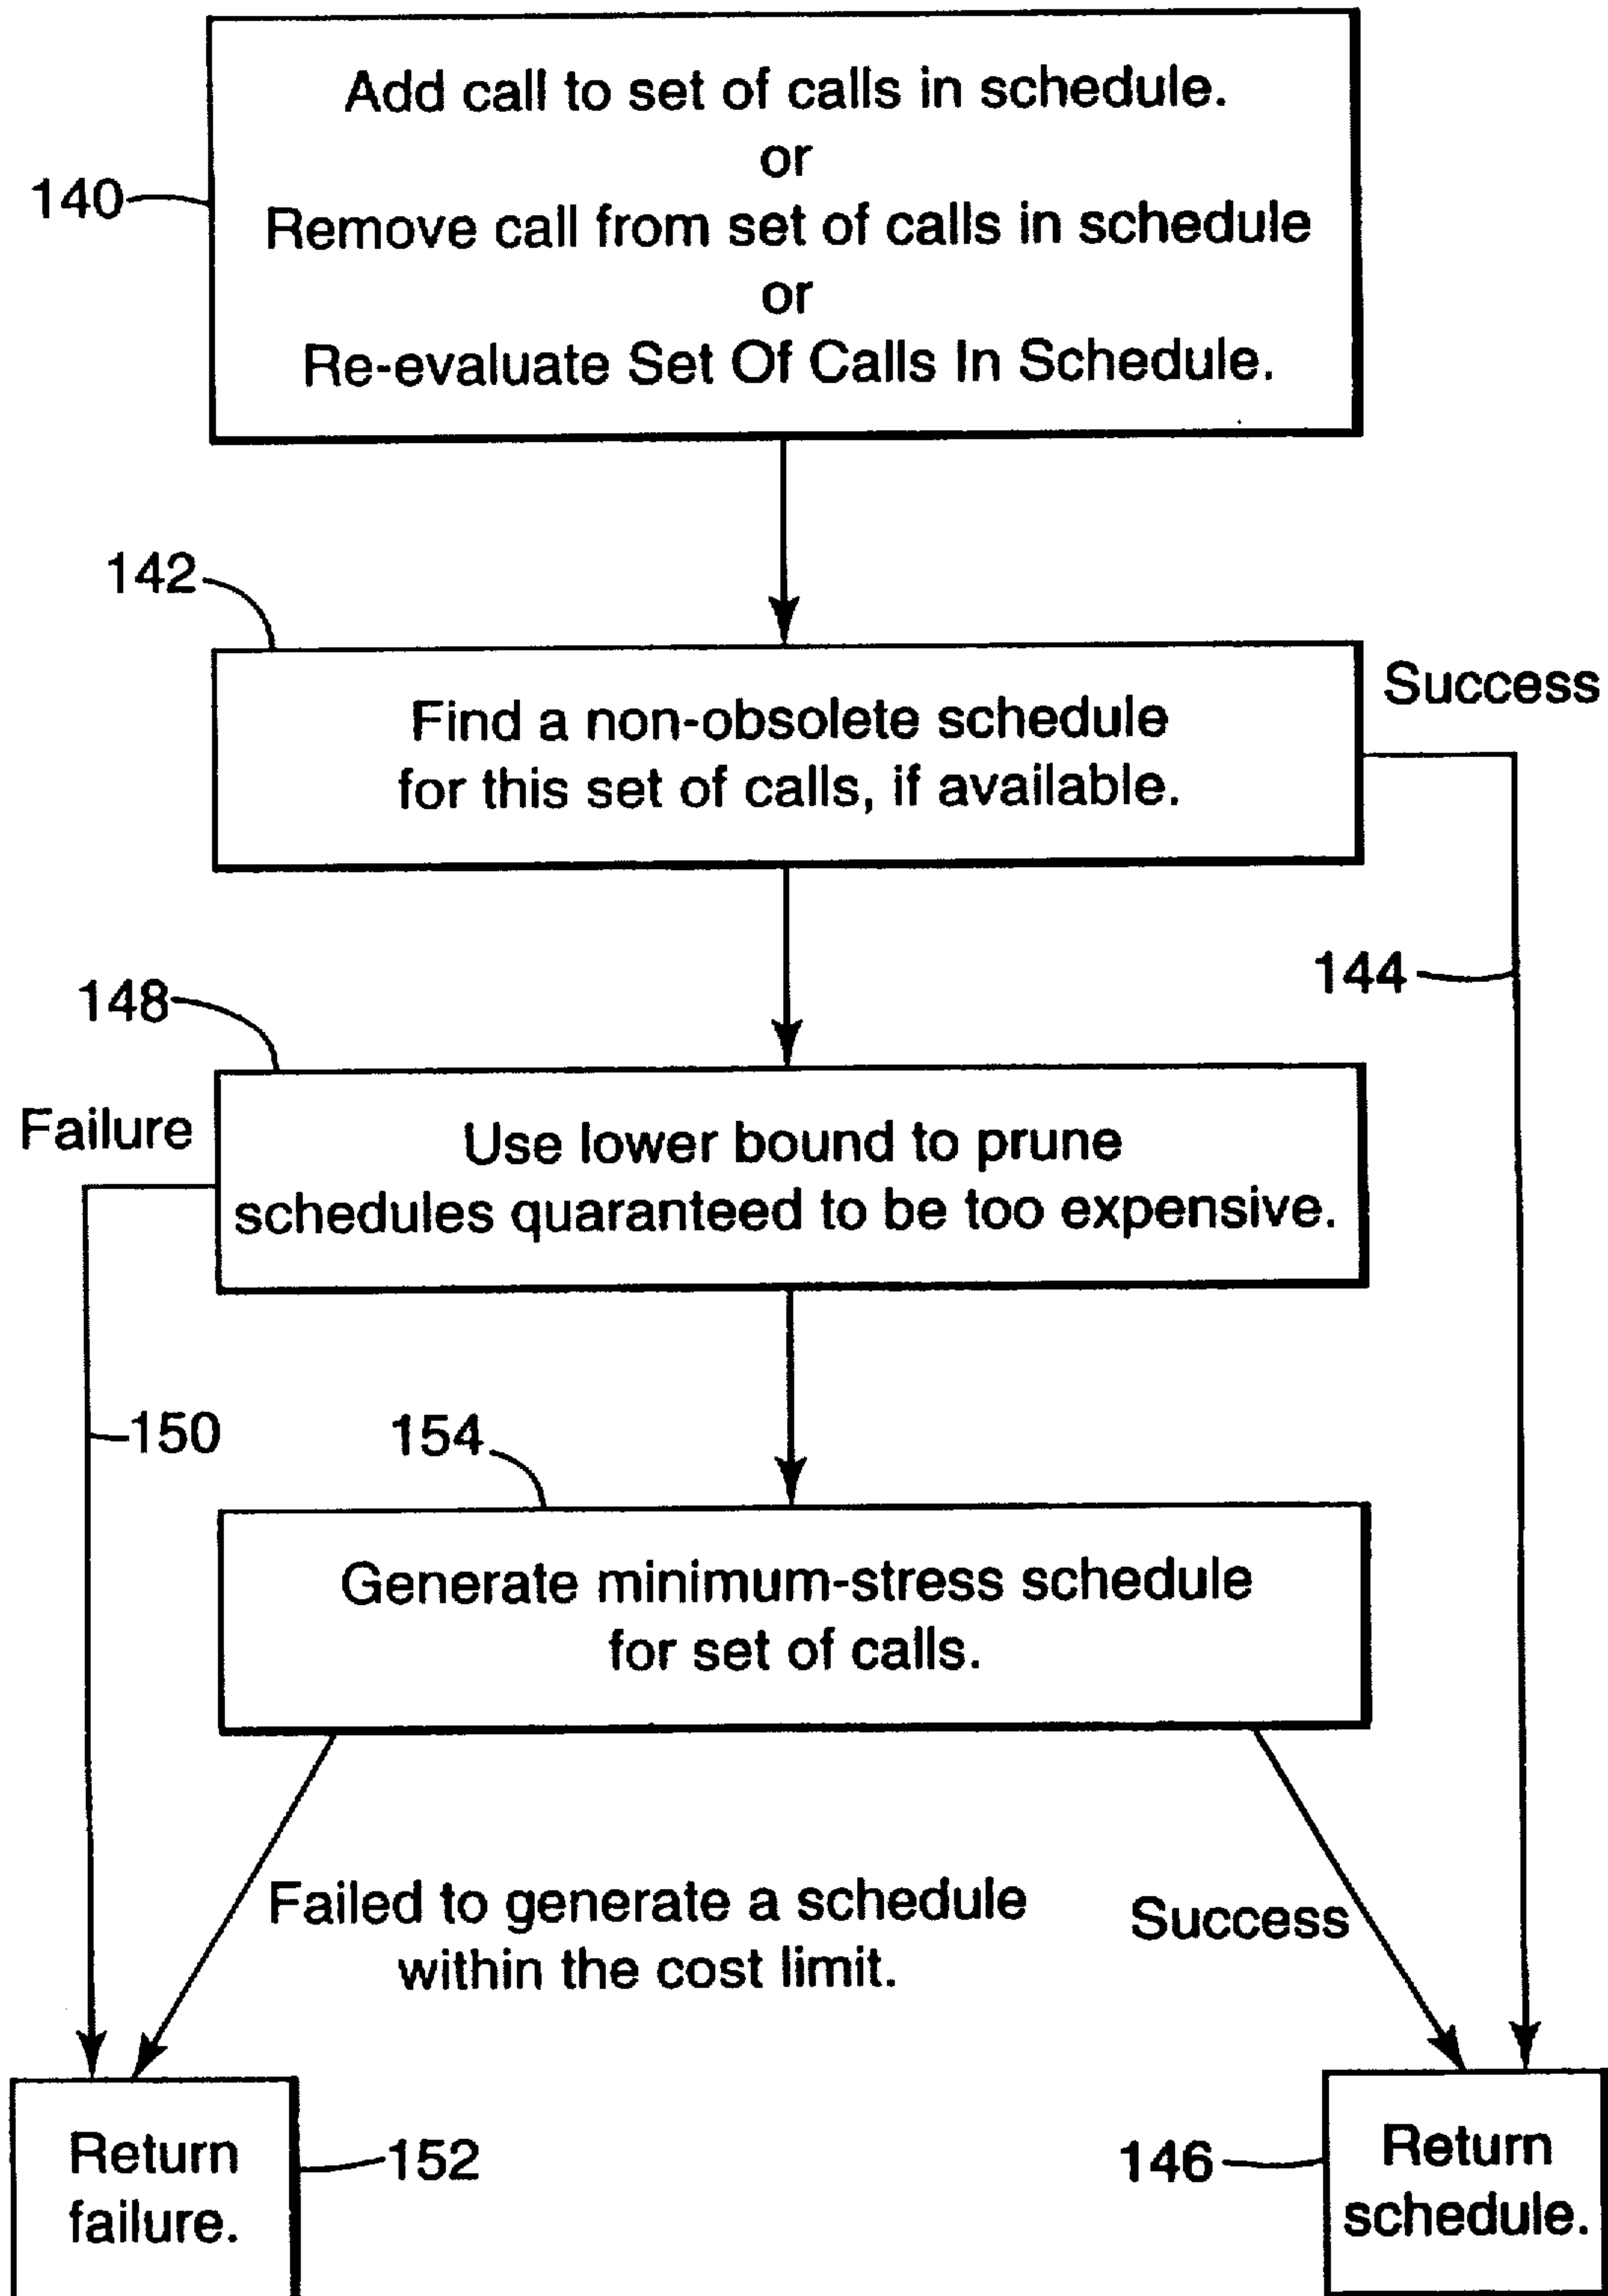 Add call to set of calls in schedule.
or
140
Remove call from set of calls in schedule
or
Re-evaluate Set Of Calls In Schedule.
142
Success
Find a non-obsolete schedule
for this set of calls, if available.
144
148
Failure
Use lower bound to prune
schedules quaranteed to be too expensive.
150
154
Generate minimum-stress schedule
for set of calls.
Failed to generate a schedule
within the cost limit.
Success
Return
failure.
152
146
Return
schedule.